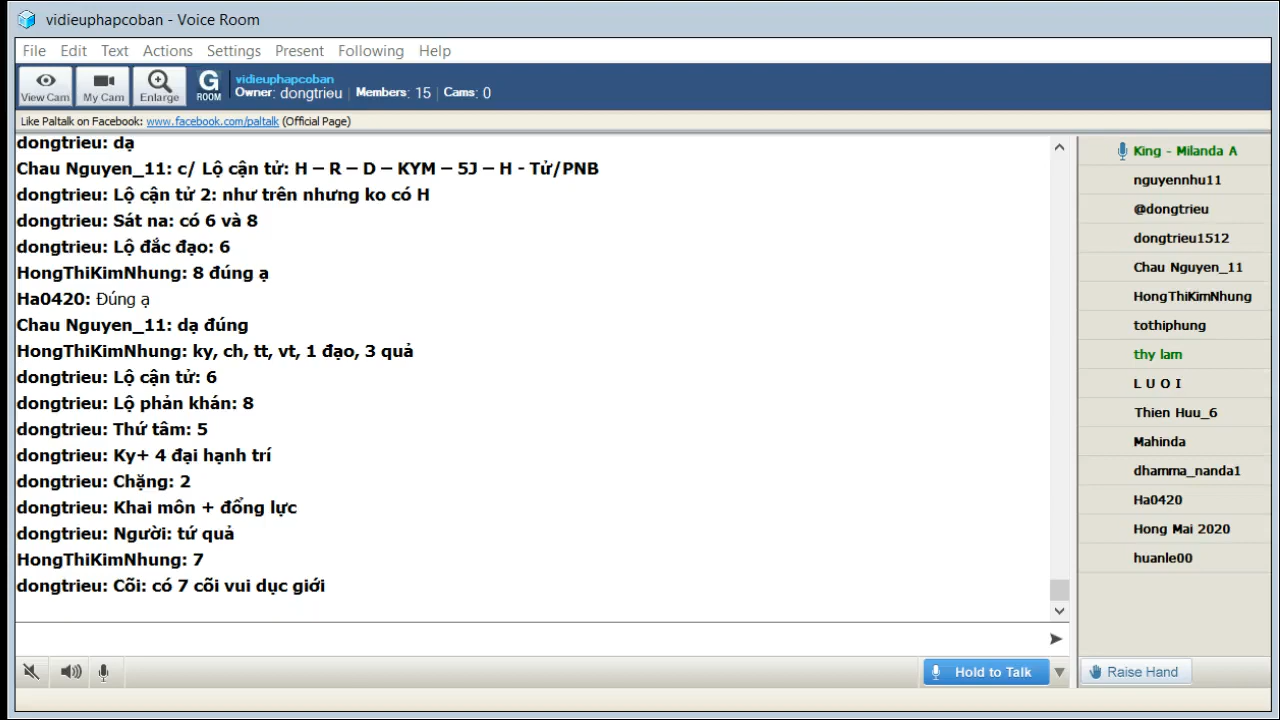 vidieuphapcoban - Voice Room
File Edit Text Actions Settings Present Following Help
View Cam My Cam Enlarge G ROOM
vidieuphapcoban
Owner: dongtrieu | Members: 15 | Cams: 0
Like Paltalk on Facebook: www.facebook.com/paltalk (Official Page)
dongtrieu: dạ
Chau Nguyen_11: c/ Lộ cận tử: H – R – D – KYM – 5J – H - Tử/PNB
dongtrieu: Lộ cận tử 2: như trên nhưng ko có H
dongtrieu: Sát na: có 6 và 8
dongtrieu: Lộ đắc đạo: 6
HongThiKimNhung: 8 đúng ạ
Ha0420: Đúng ạ
Chau Nguyen_11: dạ đúng
HongThiKimNhung: ky, ch, tt, vt, 1 đạo, 3 quả
dongtrieu: Lộ cận tử: 6
dongtrieu: Lộ phản khán: 8
dongtrieu: Thứ tâm: 5
dongtrieu: Ky+ 4 đại hạnh trí
dongtrieu: Chặng: 2
dongtrieu: Khai môn + đổng lực
dongtrieu: Người: tứ quả
HongThiKimNhung: 7
dongtrieu: Cõi: có 7 cõi vui dục giới
King - Milanda A
nguyennhu11
@dongtrieu
dongtrieu1512
Chau Nguyen_11
HongThiKimNhung
tothiphung
thy lam
L U O I
Thien Huu_6
Mahinda
dhamma_nanda1
Ha0420
Hong Mai 2020
huanle00
Hold to Talk
Raise Hand